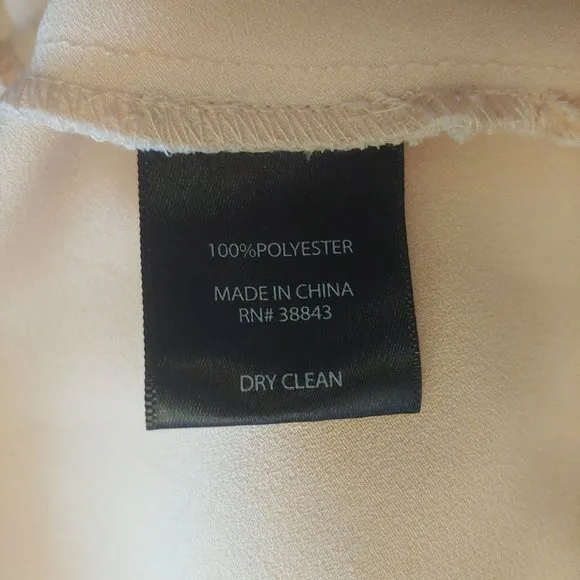 100%POLYESTER
MADE IN CHINA
RN# 38843
DRY CLEAN